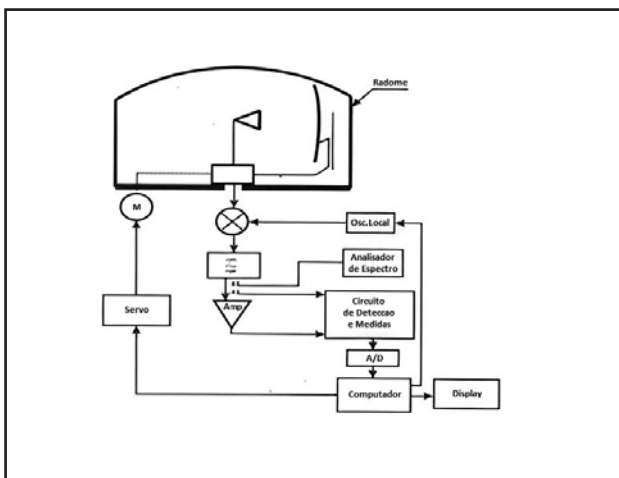 Radome
M
Osc.Local
Analisador
de Espectro
Amp
Servo
Circuito
de Deteccao
e Medidas
A/D
Computador
Display